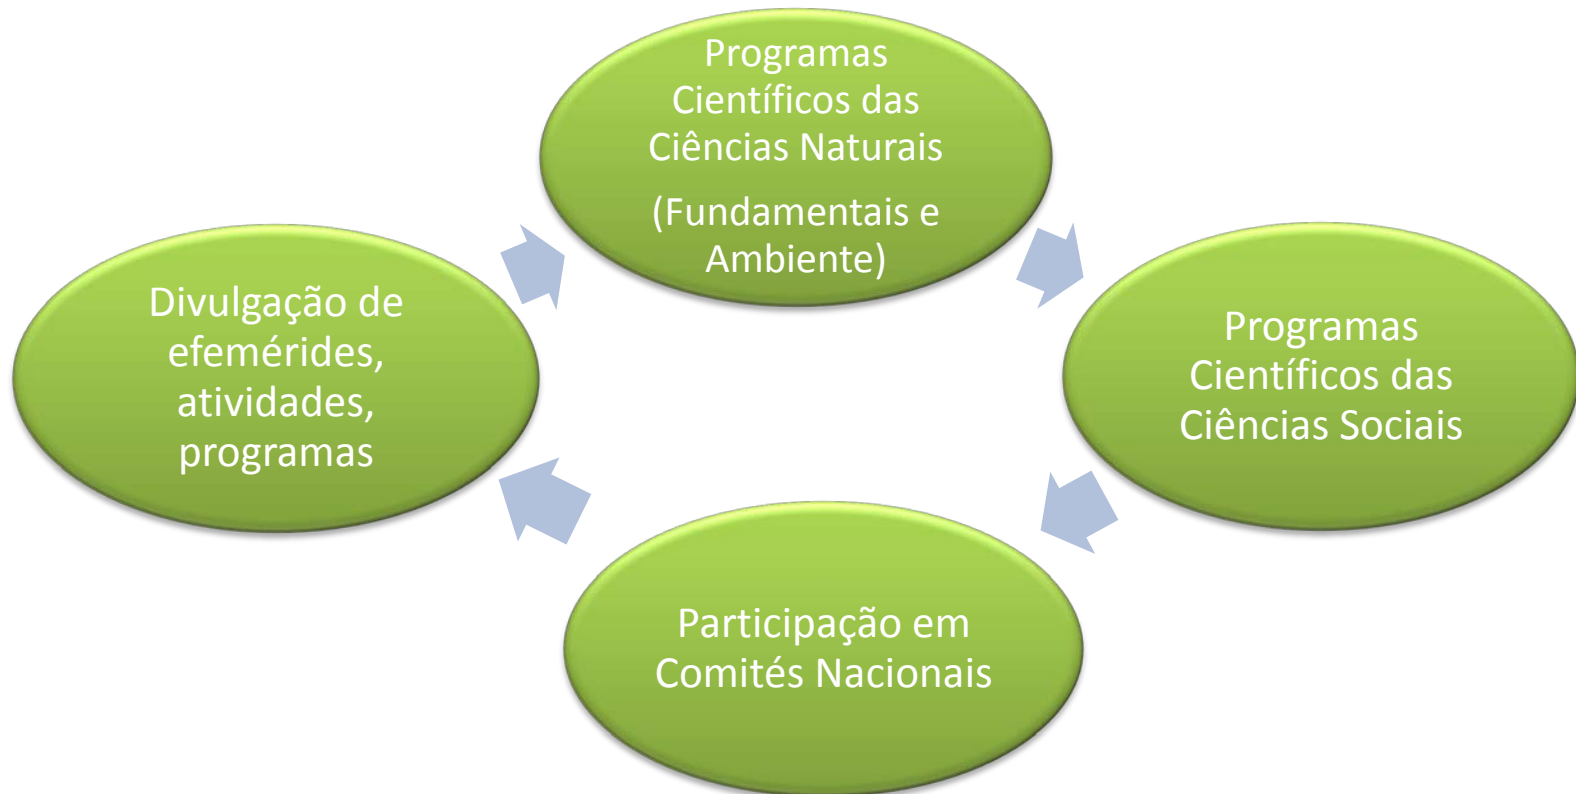 Programas
Científicos das
Ciências Naturais
(Fundamentais e
Ambiente)
Programas
Científicos das
Ciências Sociais
Participação em
Comités Nacionais
Divulgação de
efemérides,
atividades,
programas